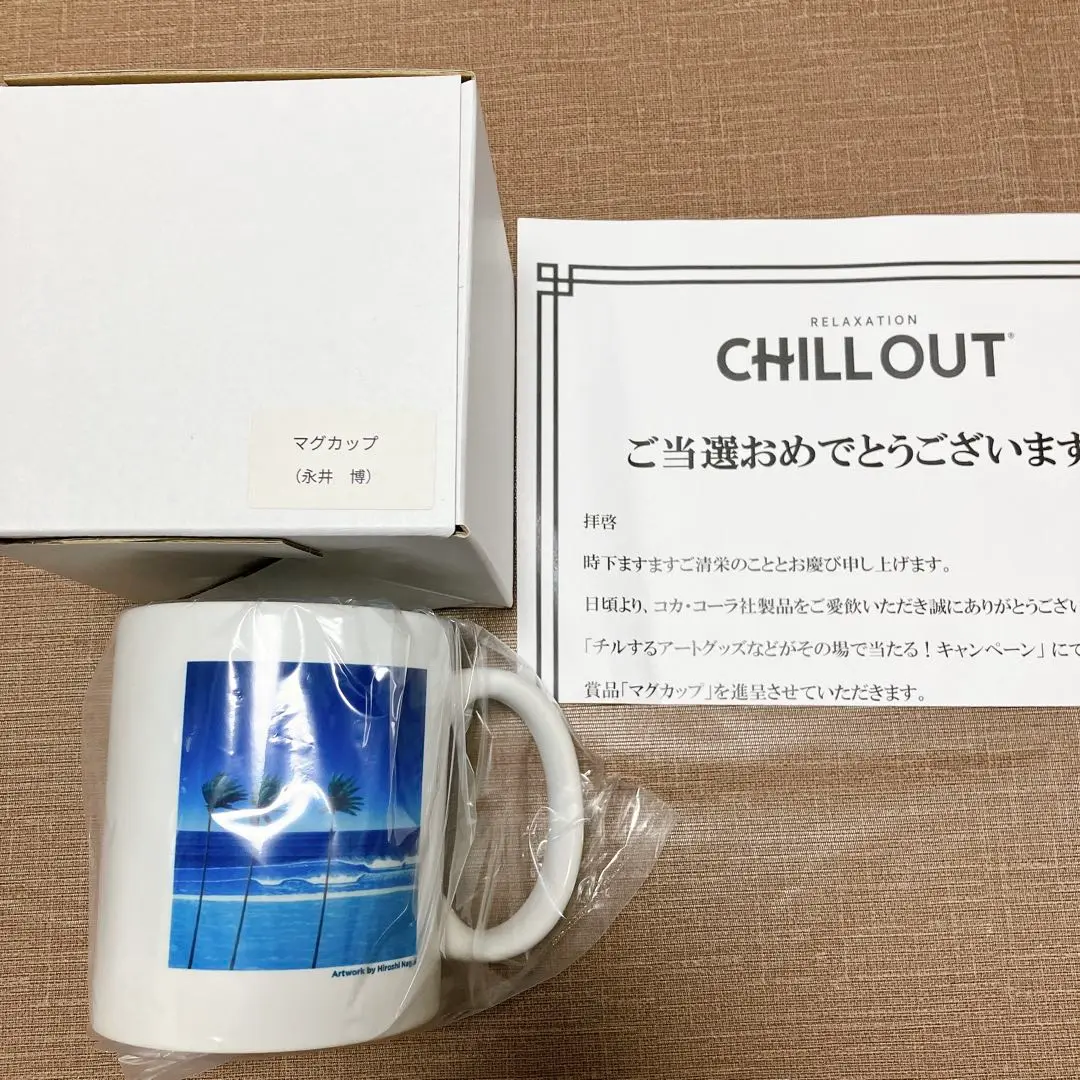 マグカップ
(永井 博)
RELAXATION
CHILL OUT®
ご当選おめでとうございます
拝啓
時下ますますご清栄のこととお慶び申し上げます。
日頃より、コカ・コーラ社製品をご愛飲いただき誠にありがとうござい
「チルするアートグッズなどがその場で当たる!キャンペーン」にて
賞品「マグカップ」を進呈させていただきます。
Artwork by Hiroshi